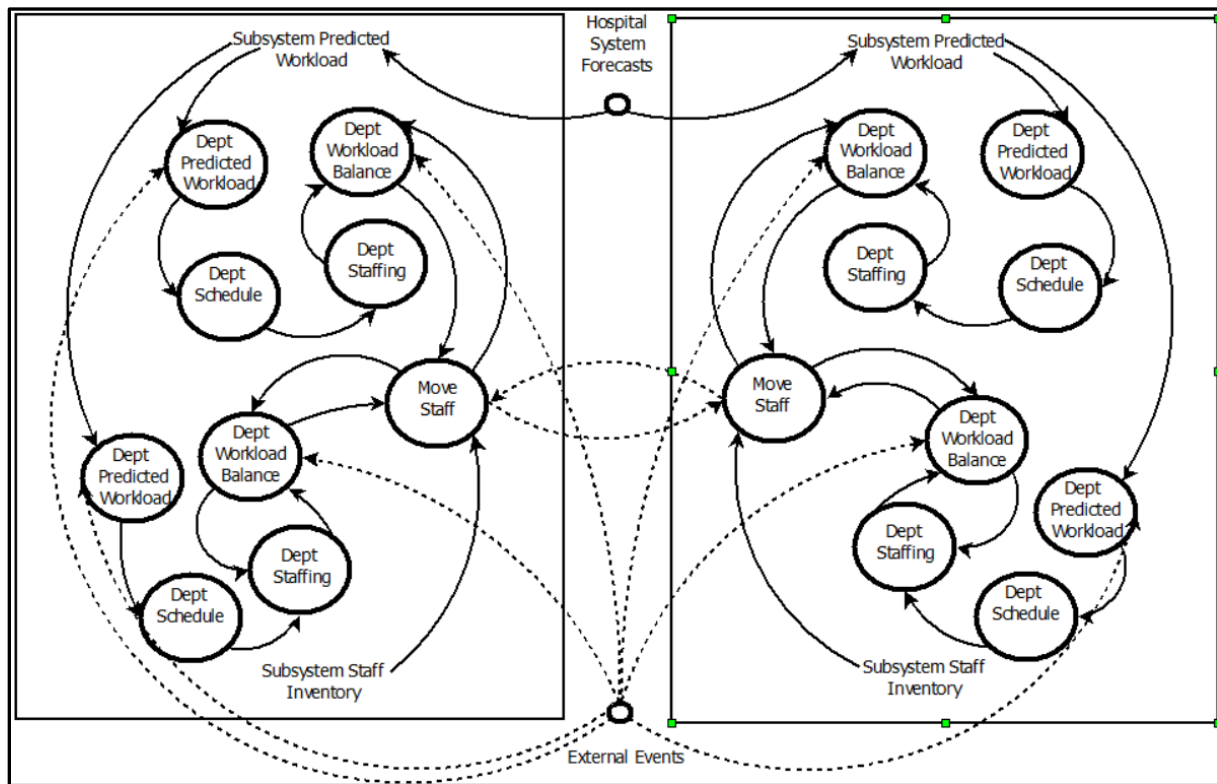 Subsystem Predicted
Workload
Hospital
System
Forecasts
Subsystem Predicted
Workload
Dept
Predicted
Workload
Dept
Workload
Balance
Dept
Workload
Balance
Dept
Predicted
Workload
Dept
Schedule
Dept
Staffing
Dept
Staffing
Dept
Schedule
Move
Staff
Move
Staff
Dept
Predicted
Workload
Dept
Workload
Balance
Dept
Workload
Balance
Dept
Predicted
Workload
Dept
Schedule
Dept
Staffing
Dept
Staffing
Dept
Schedule
Subsystem Staff
Inventory
Subsystem Staff
Inventory
External Events